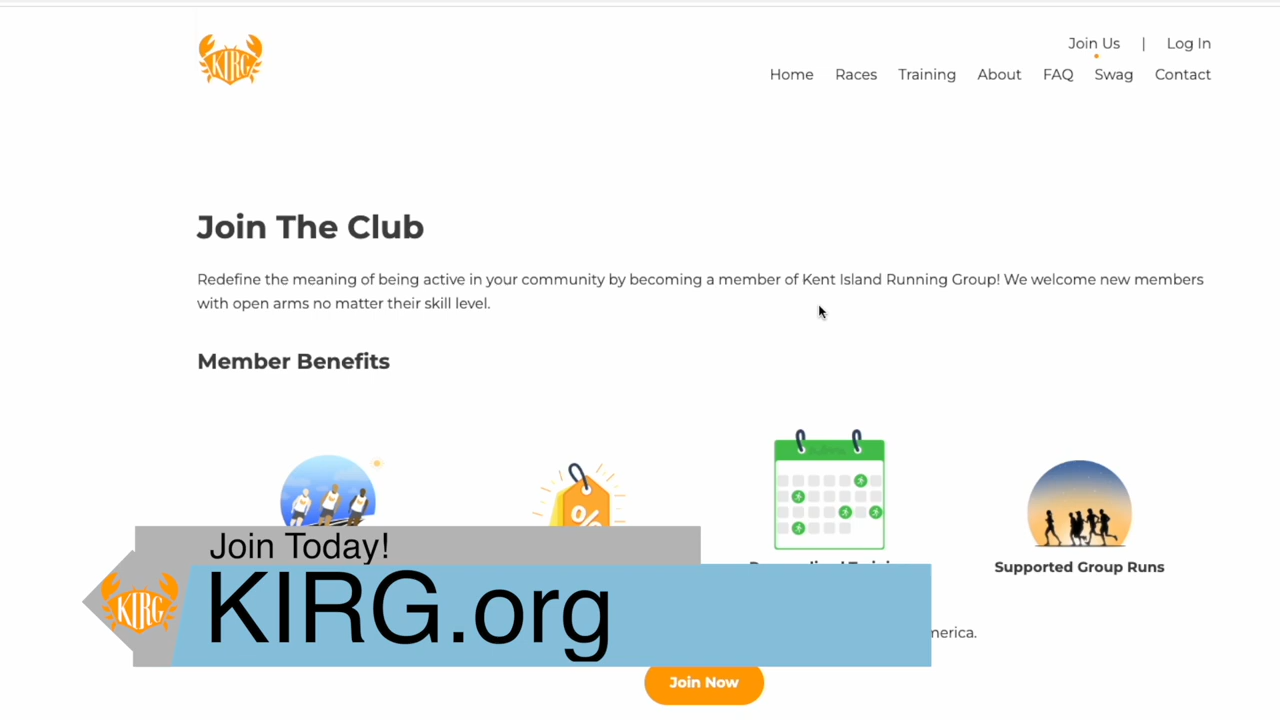 KIRG
Join Us | Log In
Home Races Training About FAQ Swag Contact
Join The Club
Redefine the meaning of being active in your community by becoming a member of Kent Island Running Group! We welcome new members
with open arms no matter their skill level.
Member Benefits
%
Supported Group Runs
Join Today!
KIRG
KIRG.org
Join Now